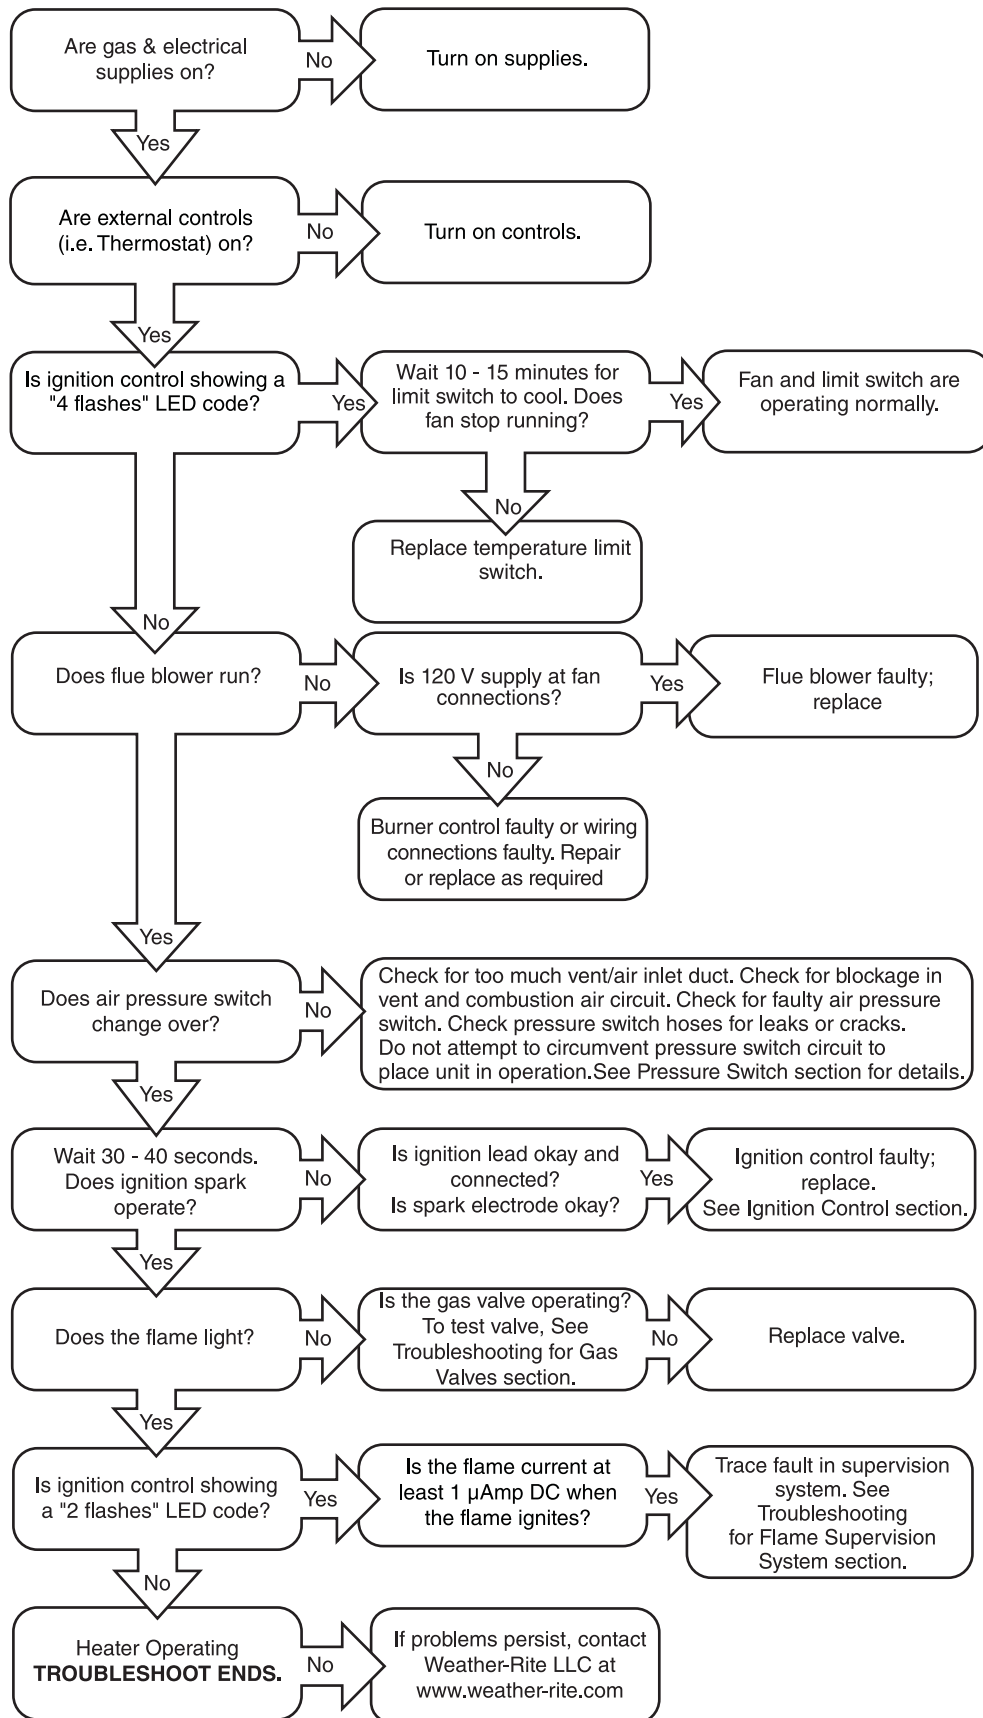 Are gas & electrical
supplies on?
No
Turn on supplies.
Yes
Are external controls
(i.e. Thermostat) on?
No
Turn on controls.
Yes
Is ignition control showing a
"4 flashes" LED code?
Yes
Wait 10 - 15 minutes for
limit switch to cool. Does
fan stop running?
Yes
Fan and limit switch are
operating normally.
No
Replace temperature limit
switch.
No
Does flue blower run?
No
Is 120 V supply at fan
connections?
Yes
Flue blower faulty;
replace
No
Burner control faulty or wiring
connections faulty. Repair
or replace as required
Yes
Does air pressure switch
change over?
No
Check for too much vent/air inlet duct. Check for blockage in
vent and combustion air circuit. Check for faulty air pressure
switch. Check pressure switch hoses for leaks or cracks.
Do not attempt to circumvent pressure switch circuit to
place unit in operation.See Pressure Switch section for details.
Yes
Wait 30 - 40 seconds.
Does ignition spark
operate?
No
Is ignition lead okay and
connected?
Is spark electrode okay?
Yes
Ignition control faulty;
replace.
See Ignition Control section.
Yes
Does the flame light?
No
Is the gas valve operating?
To test valve, See
Troubleshooting for Gas
Valves section.
No
Replace valve.
Yes
Is ignition control showing
a "2 flashes" LED code?
Yes
Is the flame current at
least 1 µAmp DC when
the flame ignites?
Yes
Trace fault in supervision
system. See
Troubleshooting
for Flame Supervision
System section.
No
Heater Operating
TROUBLESHOOT ENDS.
No
If problems persist, contact
Weather-Rite LLC at
www.weather-rite.com